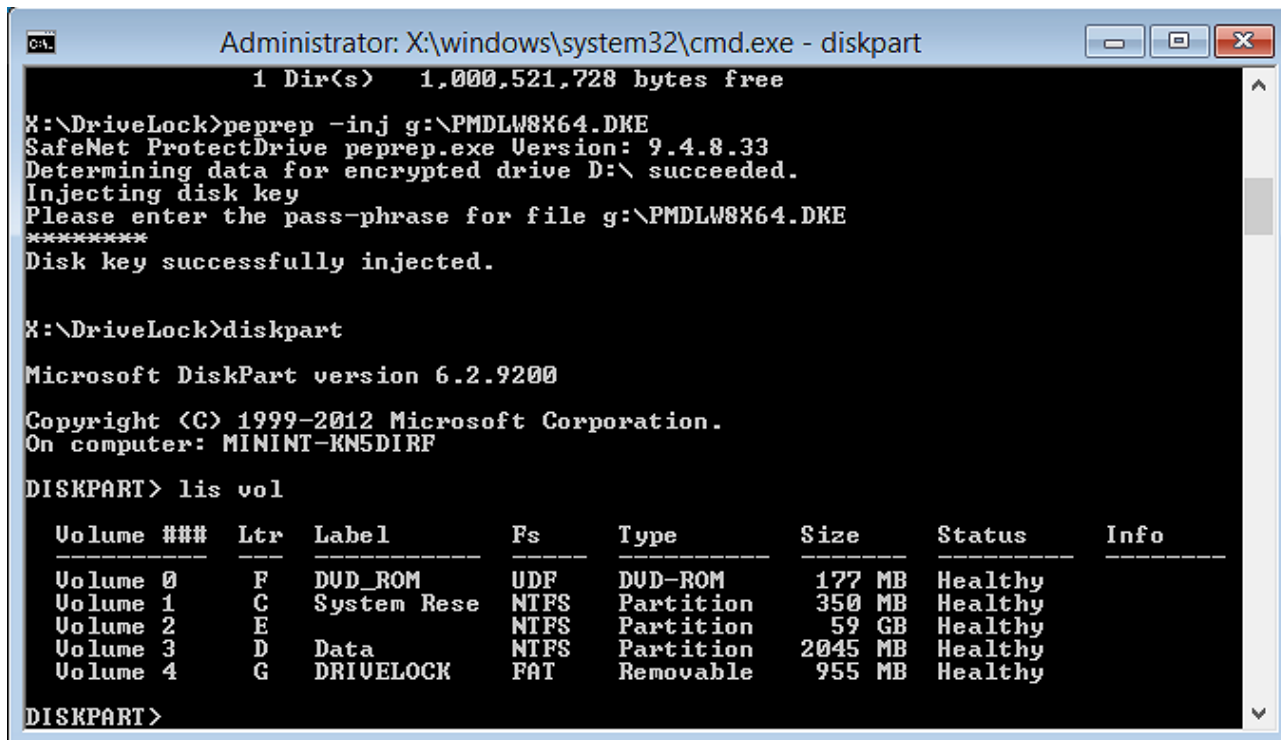 Administrator: X:\windows\system32\cmd.exe - diskpart
1 Dir(s)   1,000,521,728 bytes free
X:\DriveLock>peprep -inj g:\PMDLW8X64.DKE
SafeNet ProtectDrive peprep.exe Version: 9.4.8.33
Determining data for encrypted drive D:\ succeeded.
Injecting disk key
Please enter the pass-phrase for file g:\PMDLW8X64.DKE
********
Disk key successfully injected.
X:\DriveLock>diskpart
Microsoft DiskPart version 6.2.9200
Copyright (C) 1999-2012 Microsoft Corporation.
On computer: MININT-KN5DIRF
DISKPART> lis vol
Volume ###  Ltr  Label        Fs     Type        Size     Status     Info
----------  ---  -----------  -----  ----------  -------  ---------  --------
Volume 0     F   DVD_ROM      UDF    DVD-ROM      177 MB  Healthy
Volume 1     C   System Rese  NTFS   Partition    350 MB  Healthy
Volume 2     E                NTFS   Partition     59 GB  Healthy
Volume 3     D   Data         NTFS   Partition   2045 MB  Healthy
Volume 4     G   DRIVELOCK    FAT    Removable    955 MB  Healthy
DISKPART>